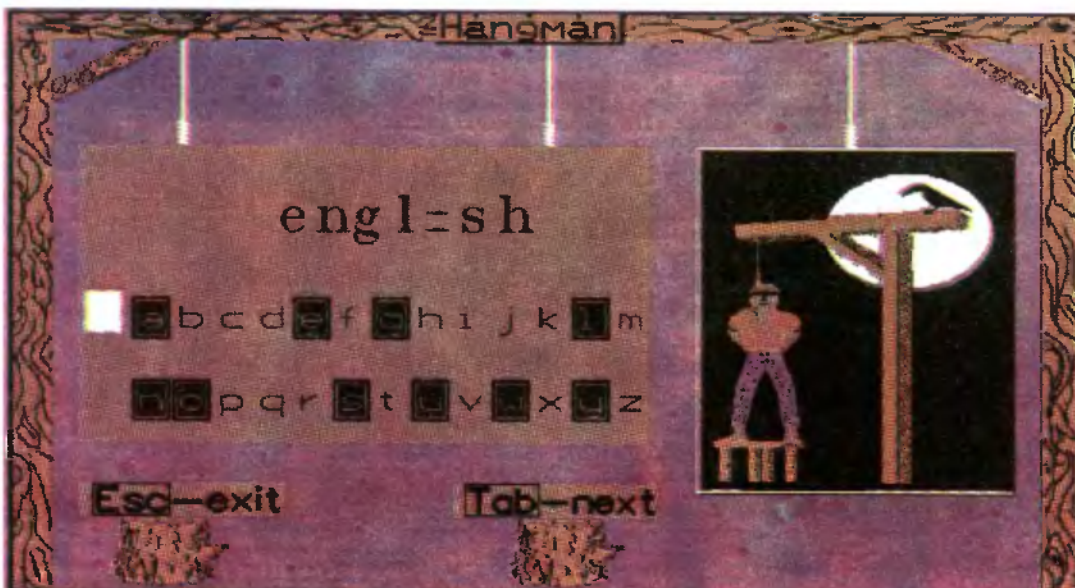 Hangman
engl=sh
a b c d e f g h i j k l m
n o p q r s t u v w x y z
Esc-exit
Tab-next